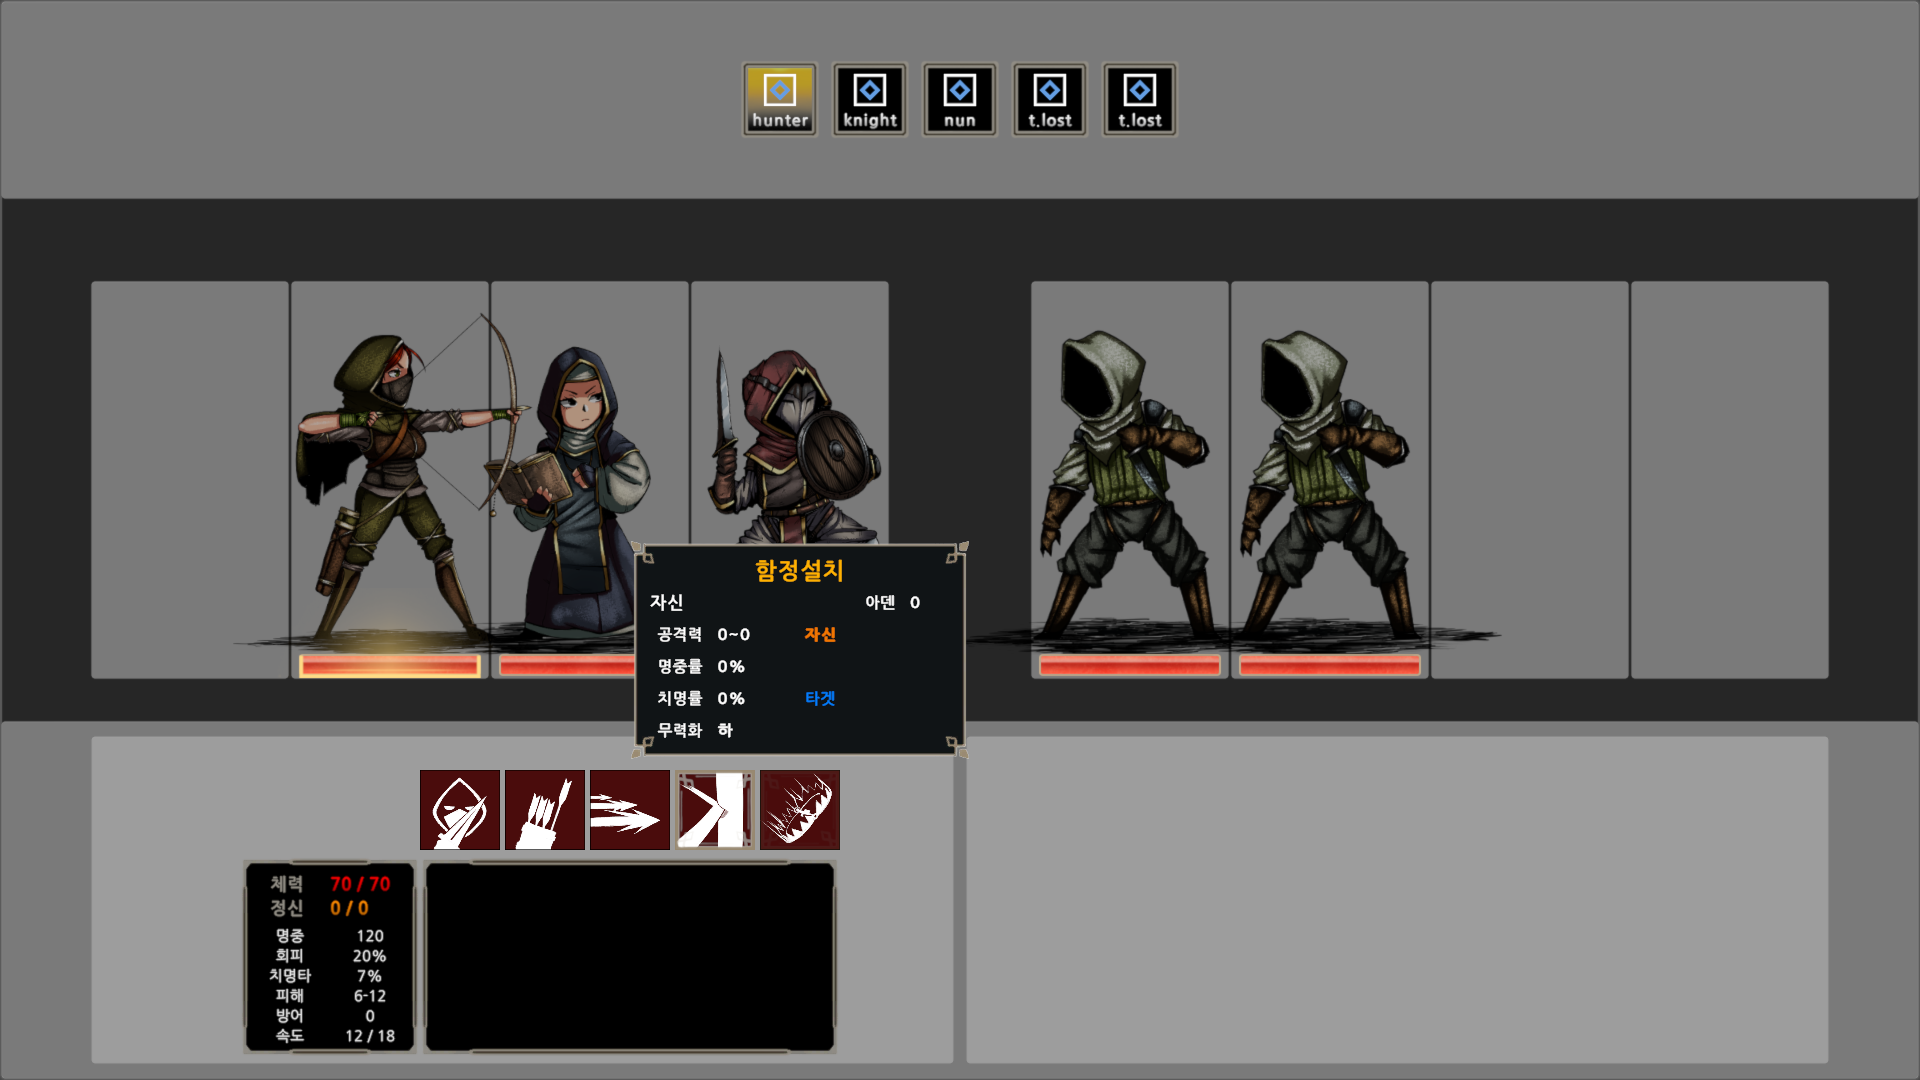 hunter
knight
nun
t.lost
t.lost
함정설치
자신 아덴 0
공격력 0~0 자신
명중률 0%
치명률 0% 타겟
무력화 하
체력 70 / 70
정신 0 / 0
명중 120
회피 20%
치명타 7%
피해 6-12
방어 0
속도 12 / 18